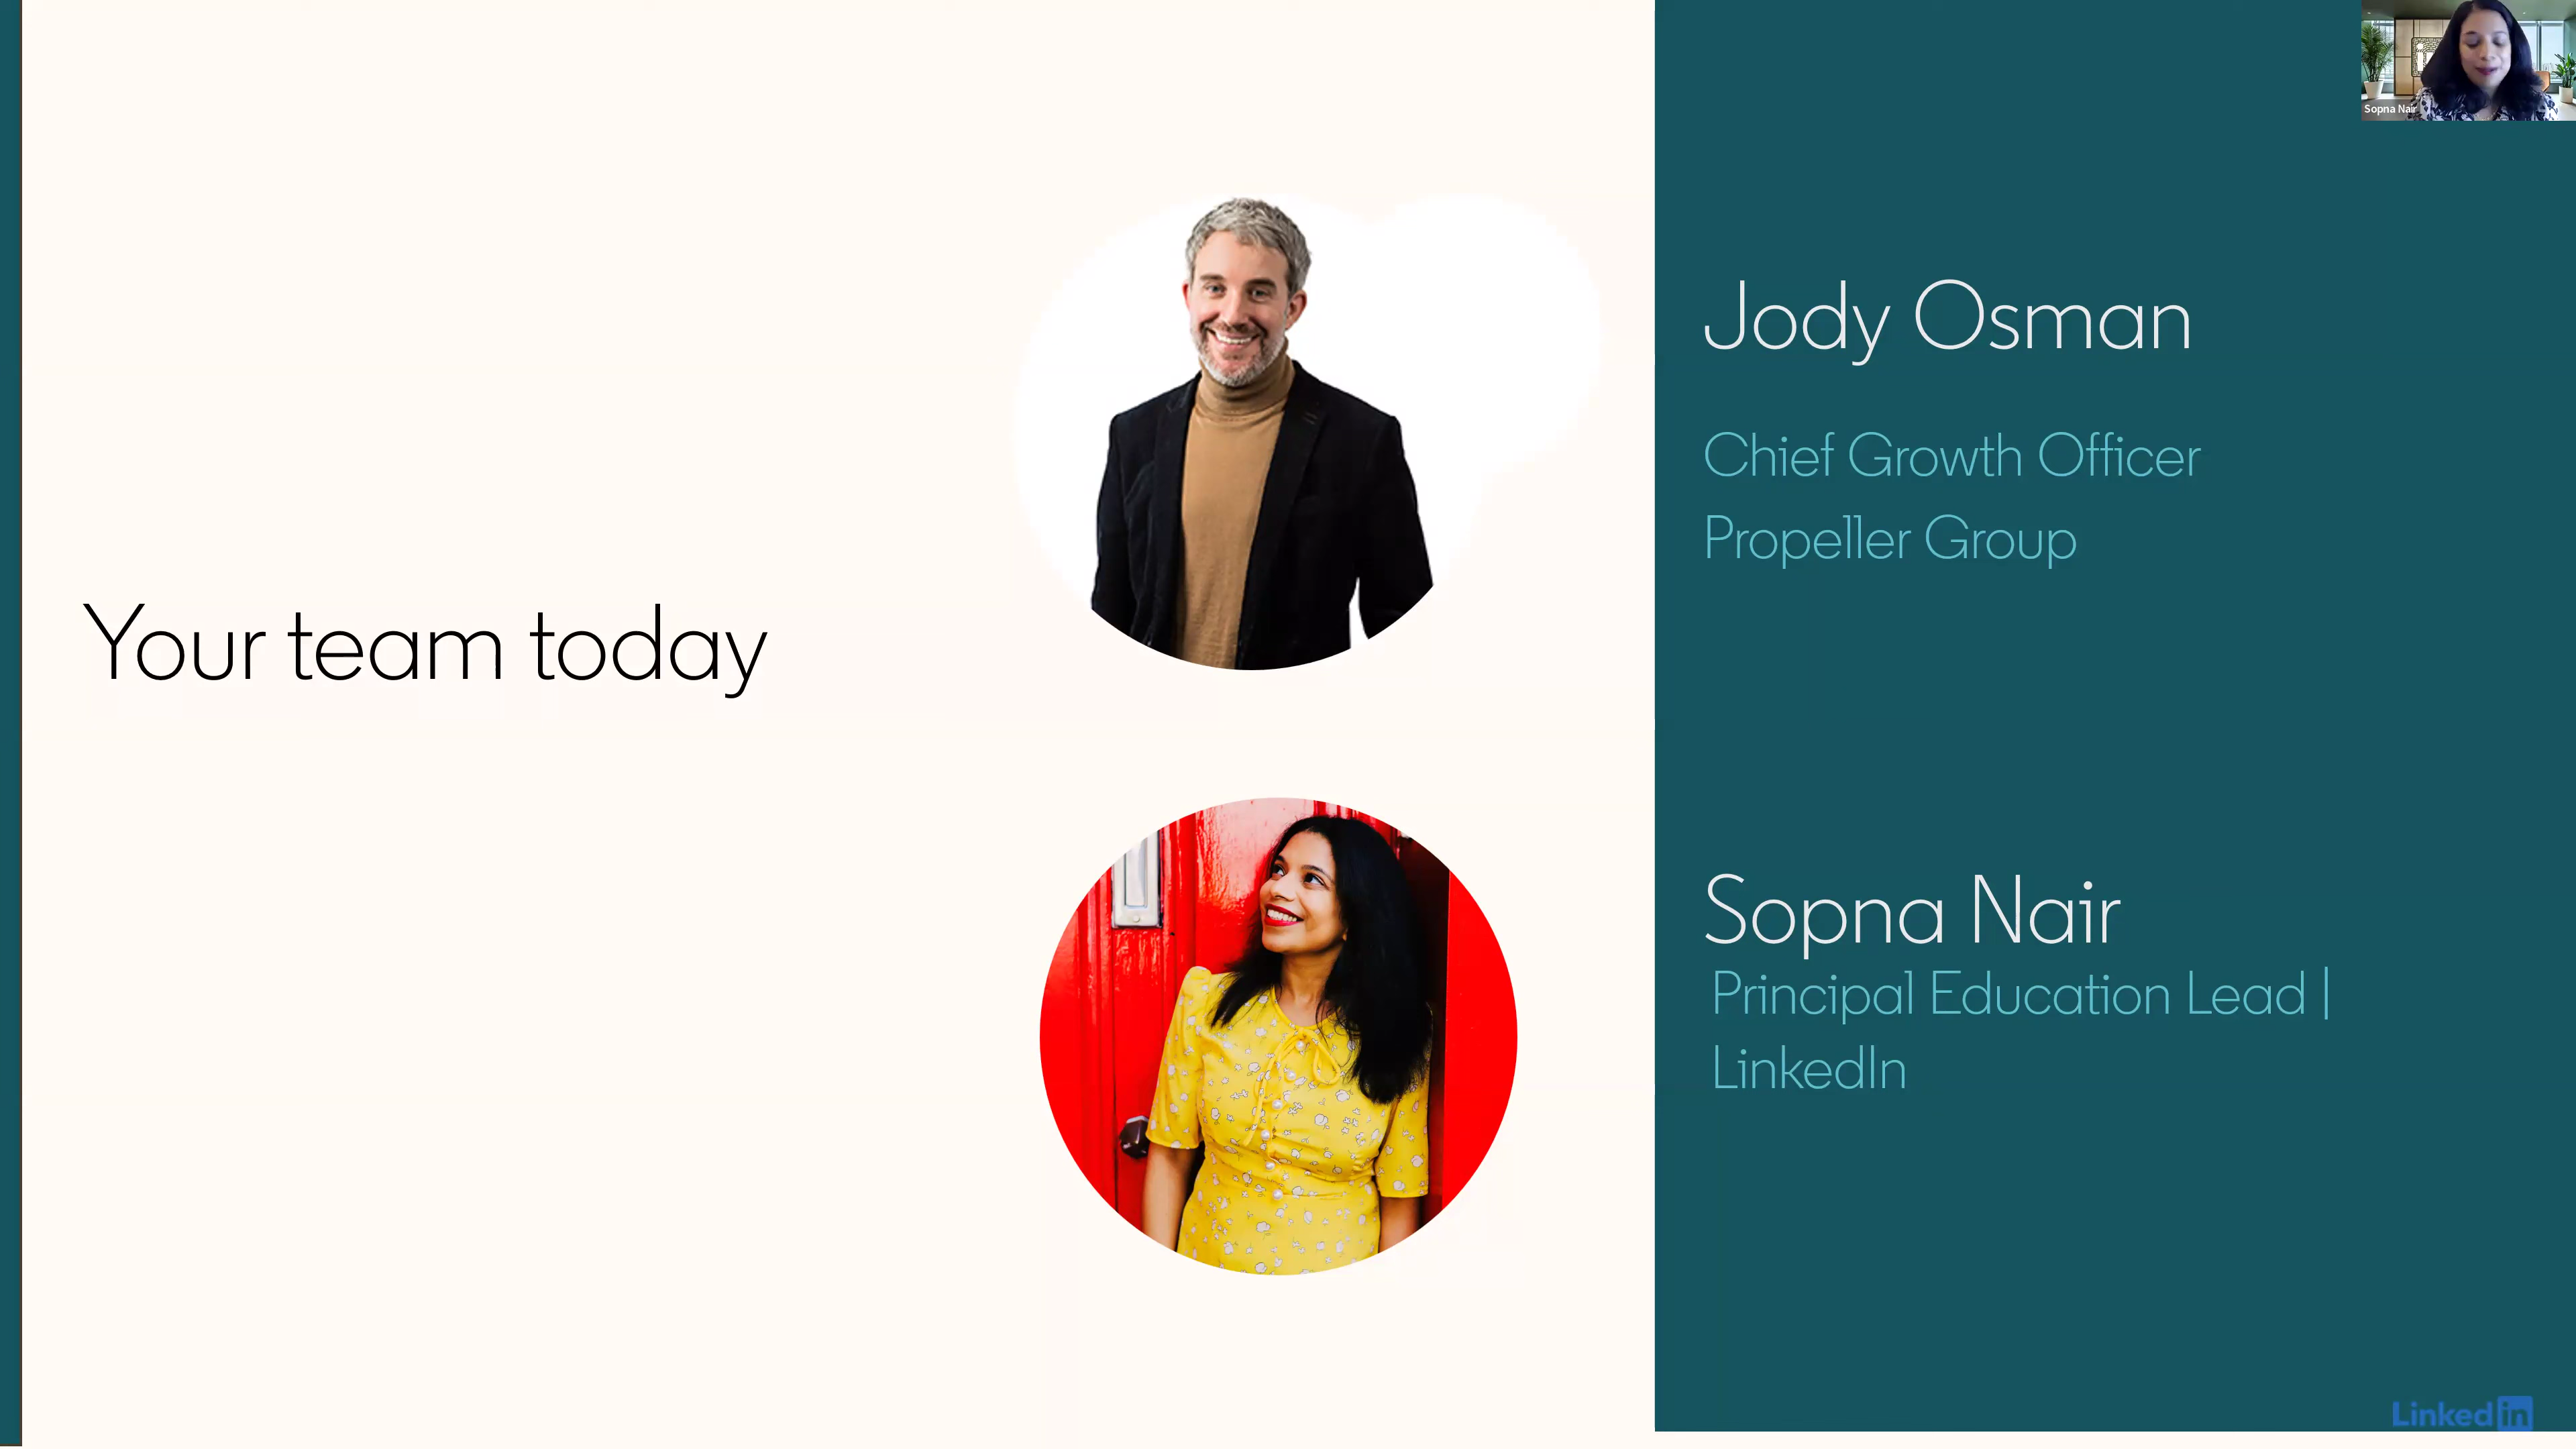 Sopna Nair
Your team today
Jody Osman
Chief Growth Officer
Propeller Group
Sopna Nair
Principal Education Lead |
LinkedIn
Linkedin